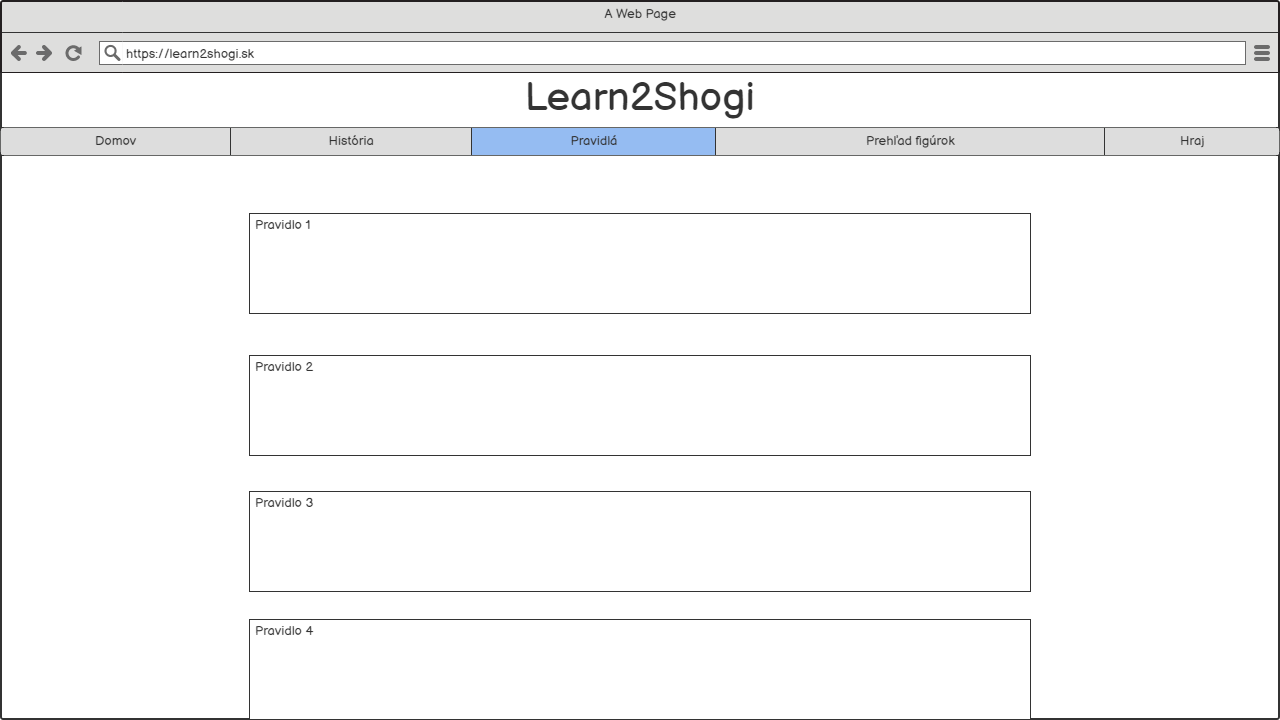 A Web Page
https://learn2shogi.sk
Learn2Shogi
Domov História Pravidlá Prehľad figúrok Hraj
Pravidlo 1
Pravidlo 2
Pravidlo 3
Pravidlo 4